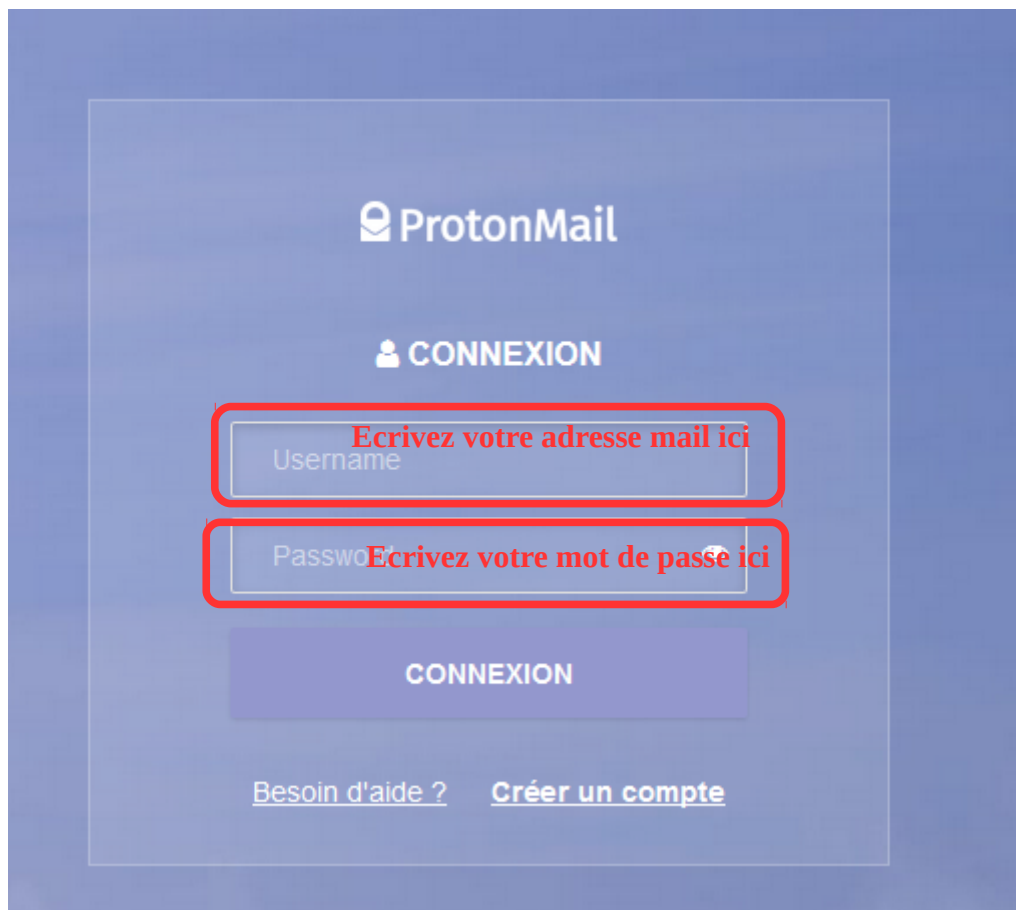 ProtonMail
CONNEXION
Ecrivez votre adresse mail ici
Username
Password
Ecrivez votre mot de passe ici
CONNEXION
Besoin d'aide ? Créer un compte